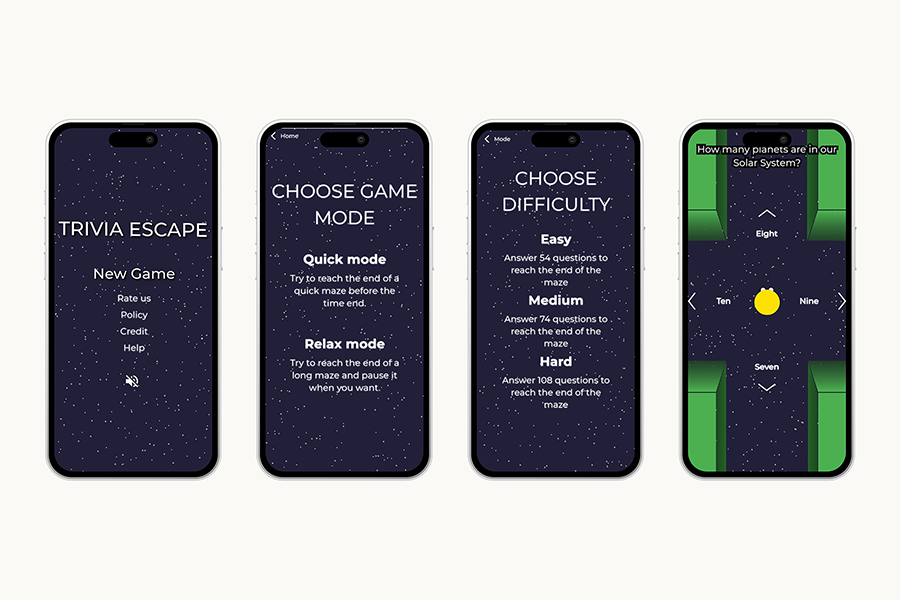 TRIVIA ESCAPE
New Game
Rate us
Policy
Credit
Help
Home
CHOOSE GAME
MODE
Quick mode
Try to reach the end of a
quick maze before the
time end.
Relax mode
Try to reach the end of a
long maze and pause it
when you want.
Mode
CHOOSE
DIFFICULTY
Easy
Answer 54 questions to
reach the end of the
maze
Medium
Answer 74 questions to
reach the end of the
maze
Hard
Answer 108 questions to
reach the end of the
maze
How many planets are in our
Solar System?
Eight
Ten
Nine
Seven